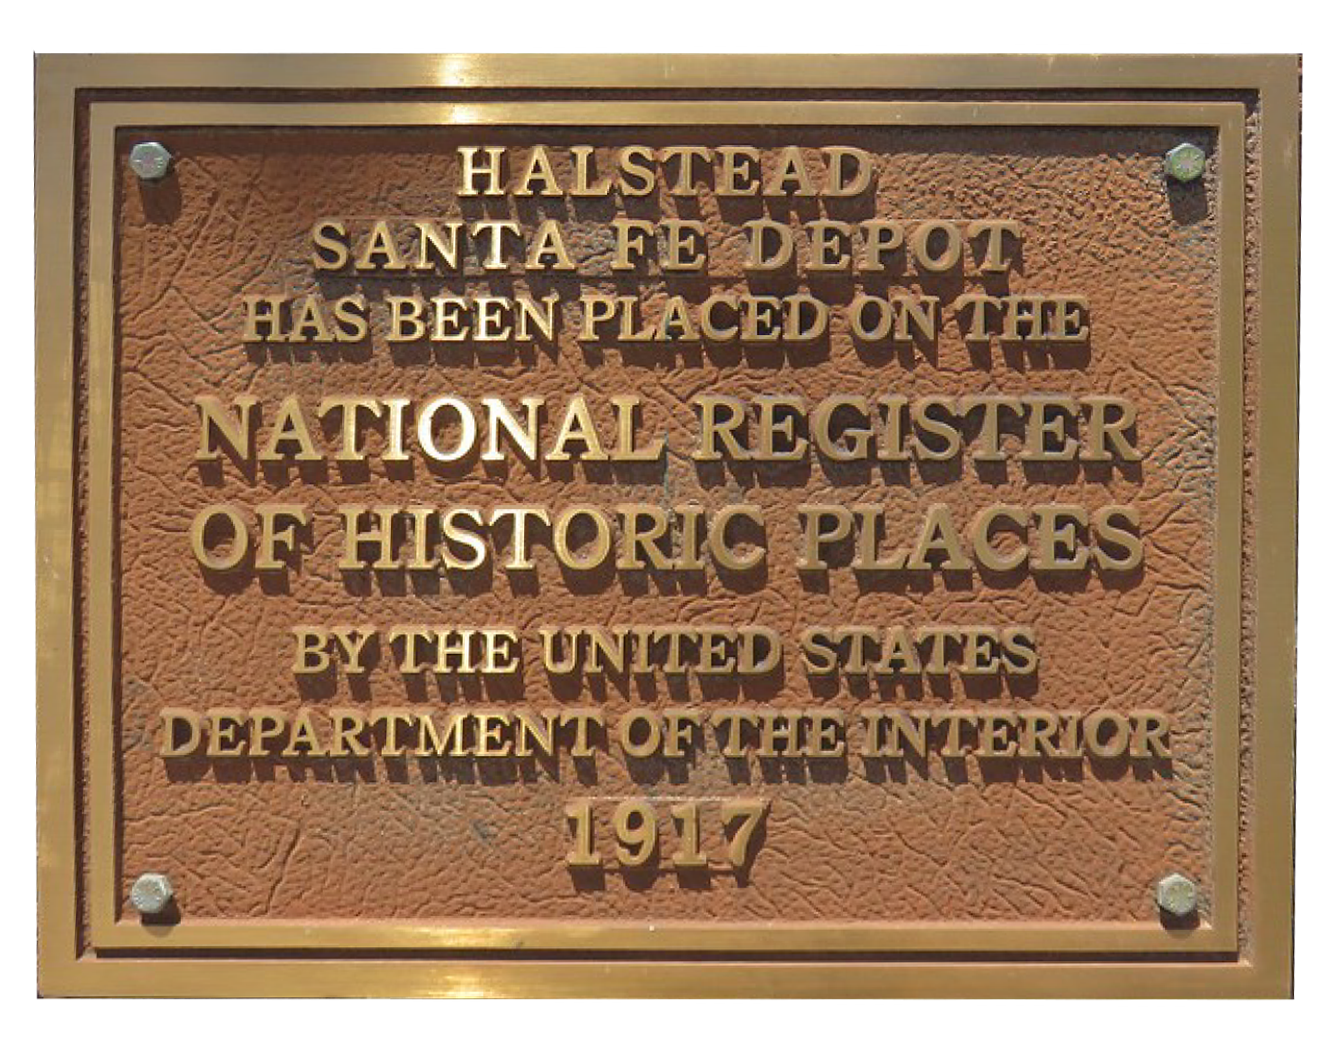 HALSTEAD
SANTA FE DEPOT
HAS BEEN PLACED ON THE
NATIONAL REGISTER
OF HISTORIC PLACES
BY THE UNITED STATES
DEPARTMENT OF THE INTERIOR
1917